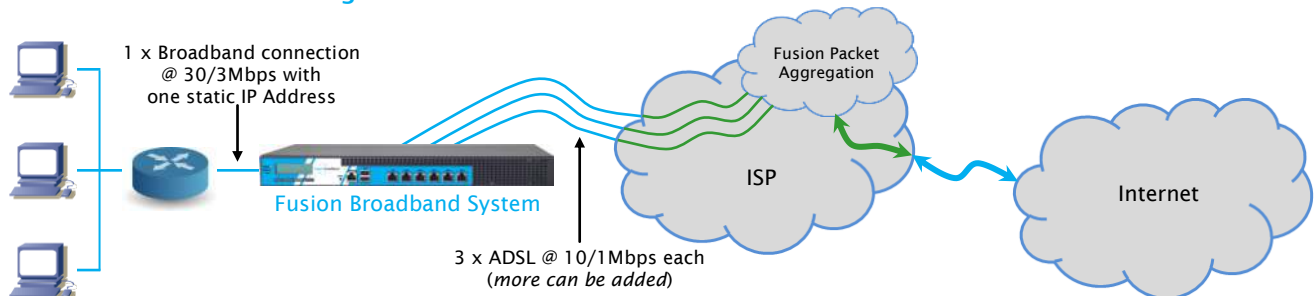 1 x Broadband connection
@ 30/3Mbps with
one static IP Address
Fusion Packet
Aggregation
ISP
Internet
Fusion Broadband System
3 x ADSL @ 10/1Mbps each
(more can be added)